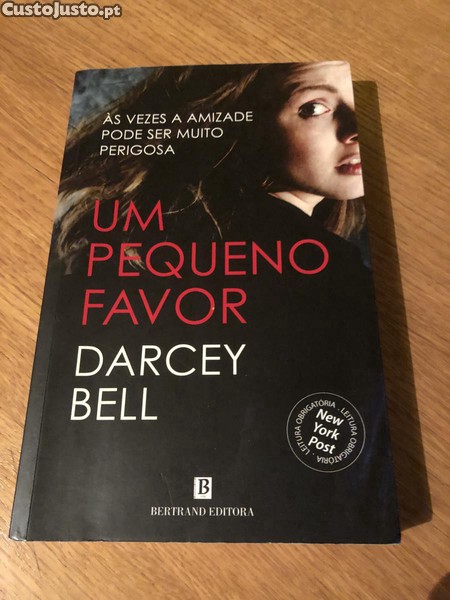 CustoJusto.pt
ÀS VEZES A AMIZADE
PODE SER MUITO
PERIGOSA
UM
PEQUENO
FAVOR
DARCEY
BELL
LEITURA OBRIGATÓRIA . LEITURA OBRIGATÓRIA .
New
York
Post
B
BERTRAND EDITORA